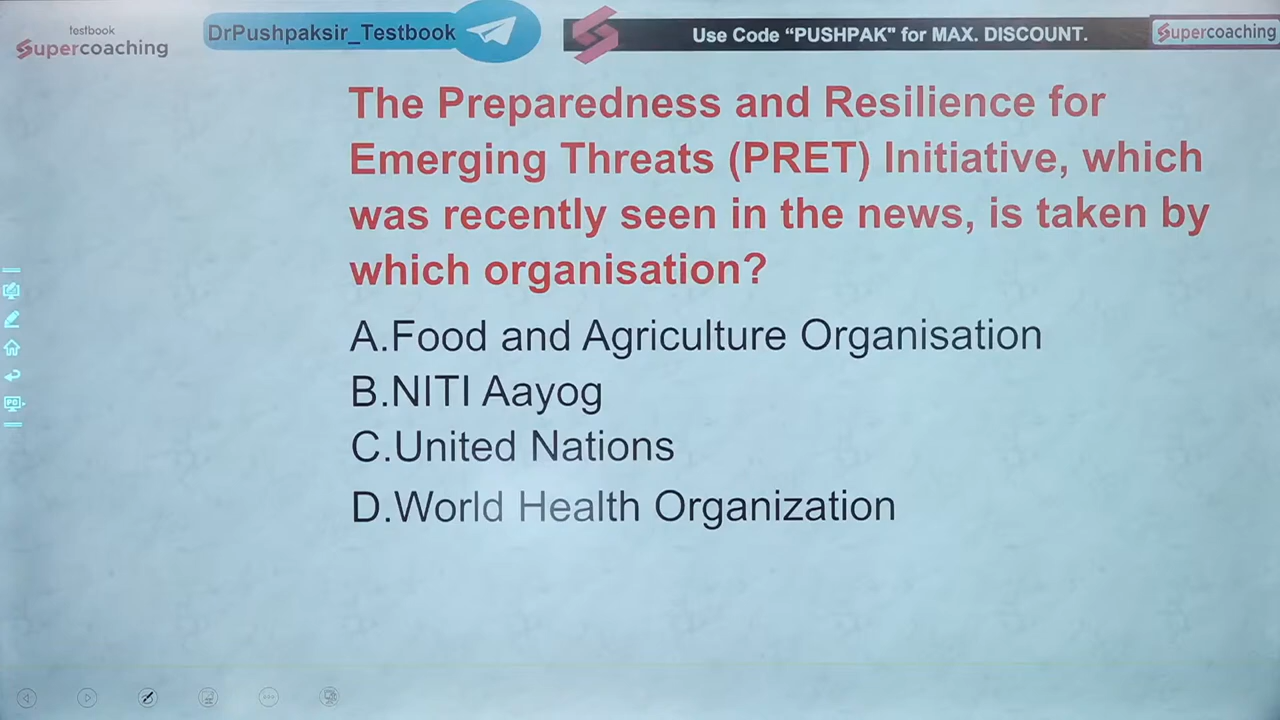 testbook
Supercoaching
DrPushpaksir_Testbook
Use Code “PUSHPAK" for MAX. DISCOUNT.
Supercoaching
The Preparedness and Resilience for
Emerging Threats (PRET) Initiative, which
was recently seen in the news, is taken by
which organisation?
A.Food and Agriculture Organisation
B.NITI Aayog
C.United Nations
D.World Health Organization
PC